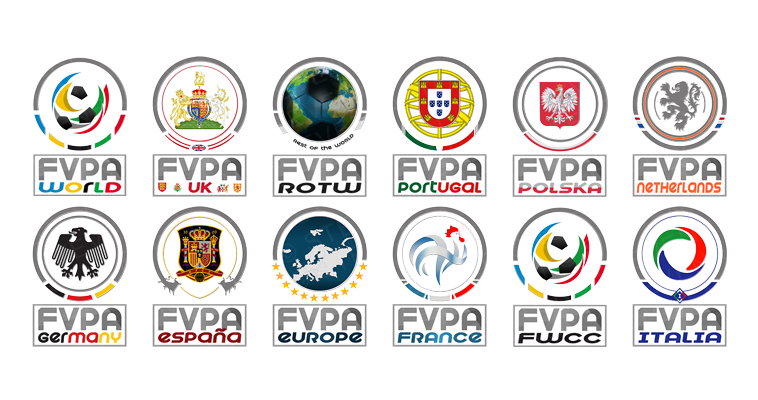 REST OF THE WORLD
FVPA
WORLD
FVPA
UK
FVPA
ROTW
FVPA
PORTUGAL
FVPA
POLSKA
FVPA
NETHERLANDS
FVPA
GERMANY
FVPA
ESPAÑA
FVPA
EUROPE
FVPA
FRANCE
FVPA
FWCC
FVPA
ITALIA